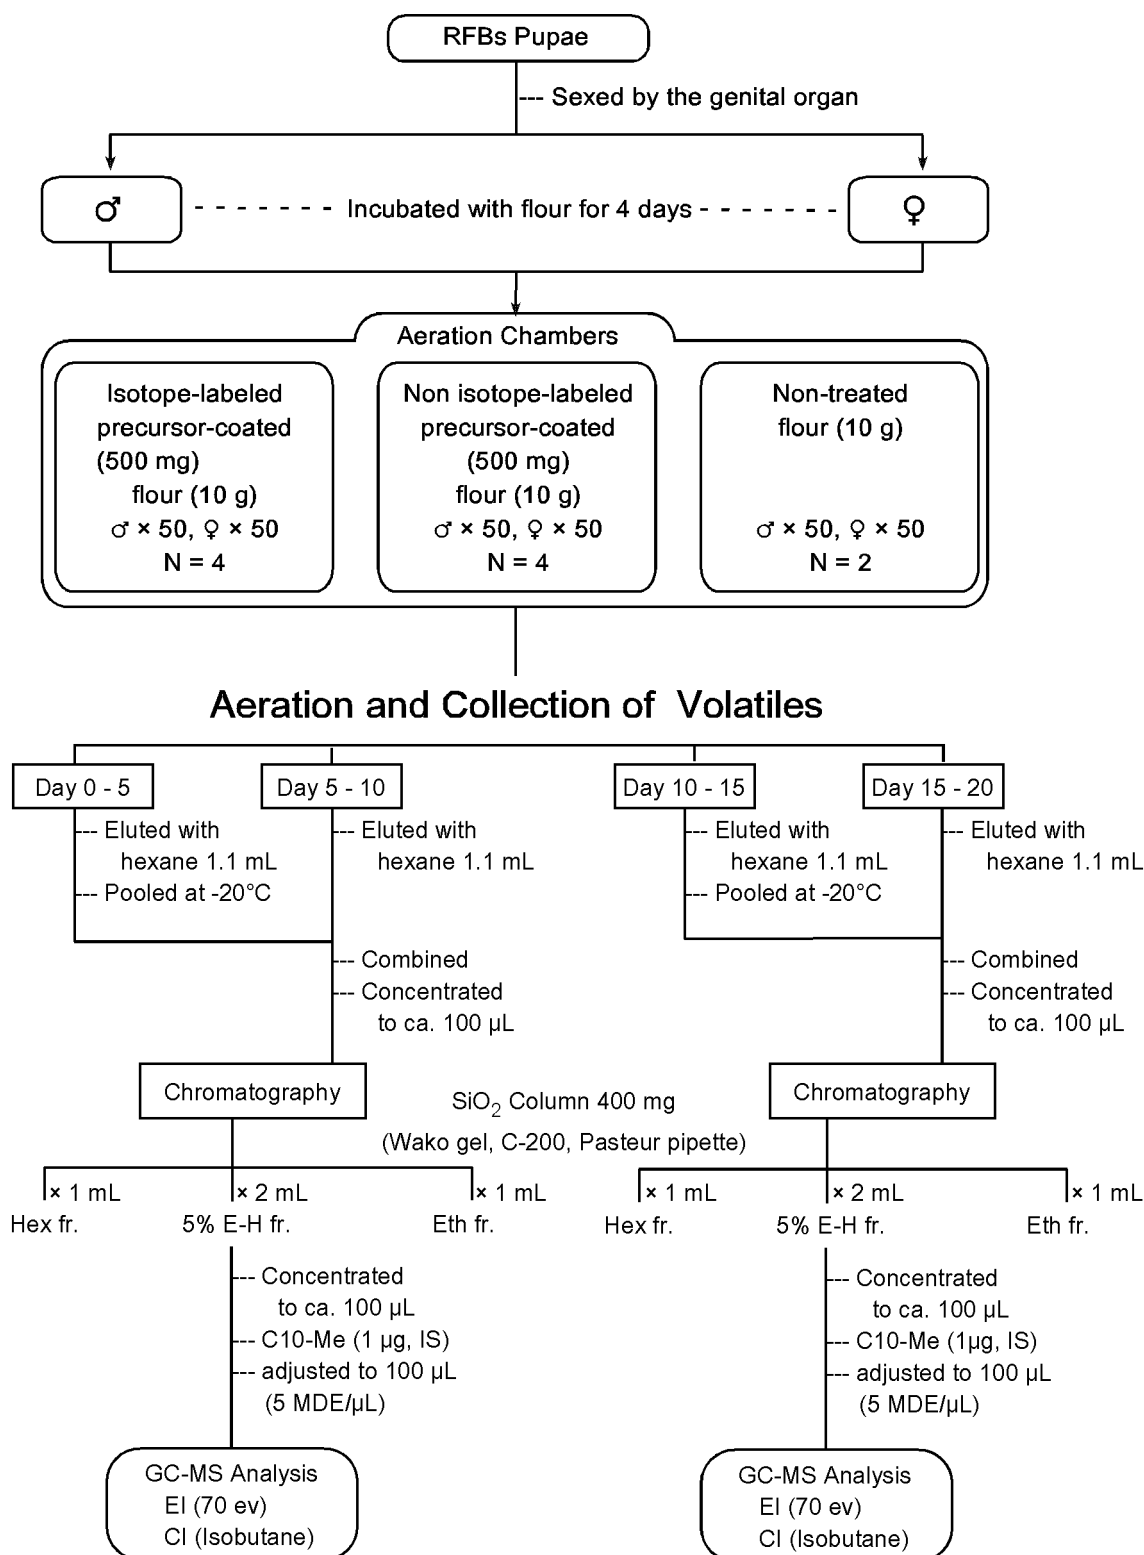 RFBs Pupae
--- Sexed by the genital organ
♂
Incubated with flour for 4 days
♀
Aeration Chambers
Isotope-labeled
precursor-coated
(500 mg)
flour (10 g)
♂ × 50, ♀ × 50
N = 4
Non isotope-labeled
precursor-coated
(500 mg)
flour (10 g)
♂ × 50, ♀ × 50
N = 4
Non-treated
flour (10 g)
♂ × 50, ♀ × 50
N = 2
Aeration and Collection of Volatiles
Day 0 - 5
Day 5 - 10
Day 10 - 15
Day 15 - 20
--- Eluted with
hexane 1.1 mL
--- Pooled at -20°C
--- Eluted with
hexane 1.1 mL
--- Eluted with
hexane 1.1 mL
--- Pooled at -20°C
--- Eluted with
hexane 1.1 mL
--- Combined
--- Concentrated
to ca. 100 µL
--- Combined
--- Concentrated
to ca. 100 µL
Chromatography
SiO₂ Column 400 mg
(Wako gel, C-200, Pasteur pipette)
Chromatography
× 1 mL
× 2 mL
× 1 mL
Hex fr.
5% E-H fr.
Eth fr.
× 1 mL
× 2 mL
× 1 mL
Hex fr.
5% E-H fr.
Eth fr.
--- Concentrated
to ca. 100 µL
--- C10-Me (1 µg, IS)
--- adjusted to 100 µL
(5 MDE/µL)
--- Concentrated
to ca. 100 µL
--- C10-Me (1µg, IS)
--- adjusted to 100 µL
(5 MDE/µL)
GC-MS Analysis
EI (70 ev)
CI (Isobutane)
GC-MS Analysis
EI (70 ev)
CI (Isobutane)